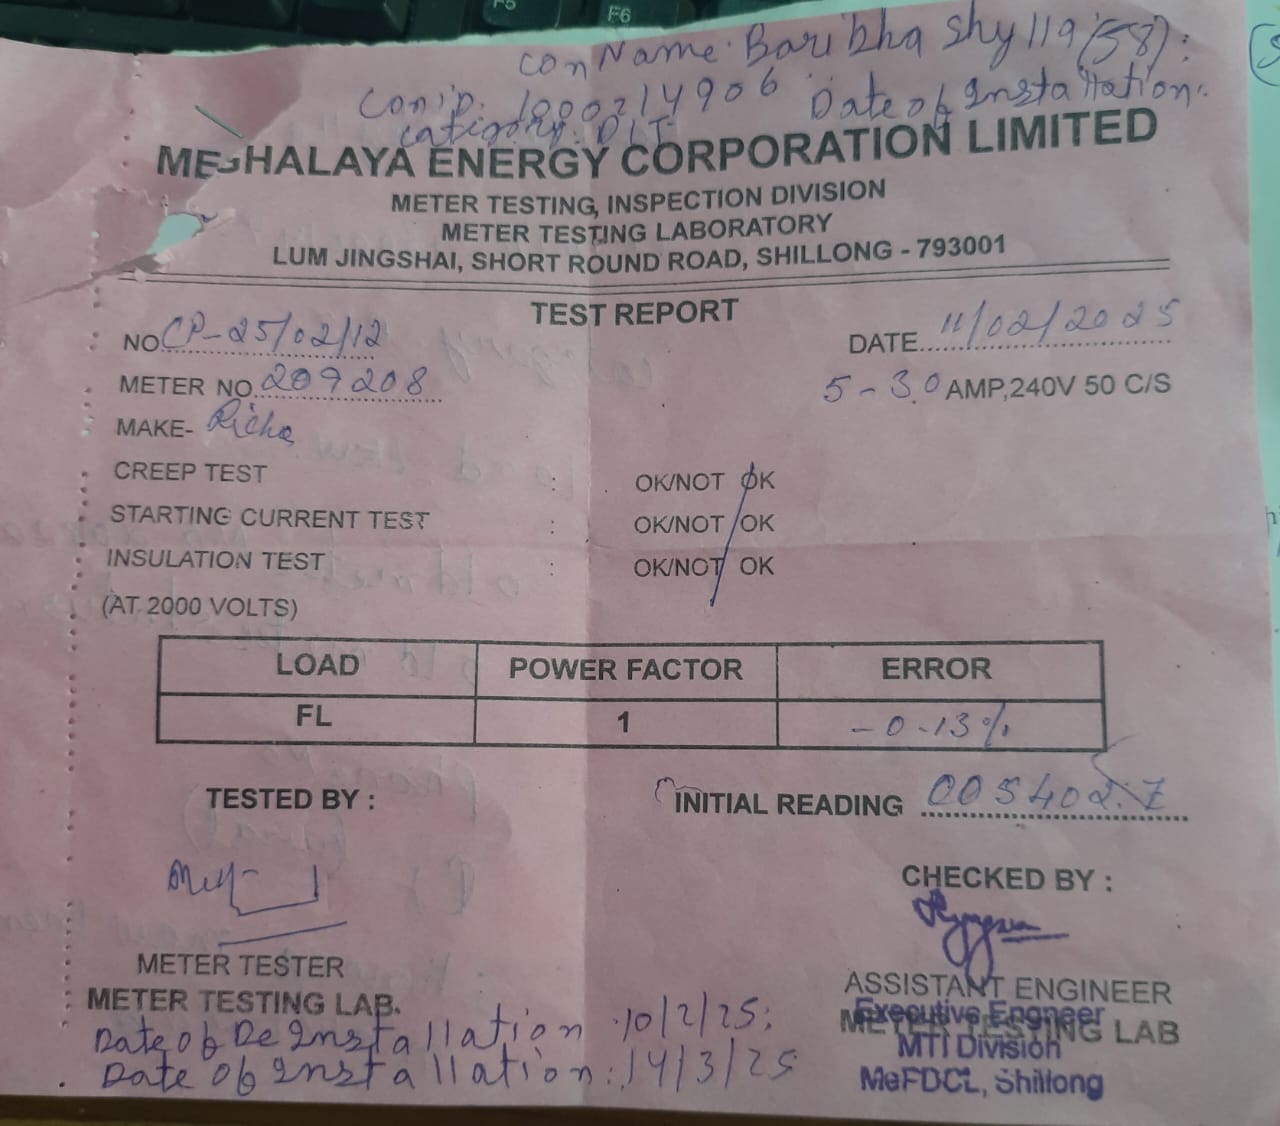 F5
F6
Con Name: Baribha Shylla (58):
Con ID. 1000214906 Date of Installation:
Category: DLT
MEGHALAYA ENERGY CORPORATION LIMITED
METER TESTING, INSPECTION DIVISION
METER TESTING LABORATORY
LUM JINGSHAI, SHORT ROUND ROAD, SHILLONG - 793001
TEST REPORT
NO CP-25/02/12 DATE 11/02/2025
METER NO. 209208 5-30 AMP,240V 50 C/S
MAKE- Riche
CREEP TEST : OK/NOT OK
STARTING CURRENT TEST : OK/NOT OK
INSULATION TEST : OK/NOT OK
(AT 2000 VOLTS)
LOAD POWER FACTOR ERROR
FL 1 -0.13%
TESTED BY : INITIAL READING 005402.7
CHECKED BY :
METER TESTER ASSISTANT ENGINEER
METER TESTING LAB. METER TESTING LAB
Executive Engneer
MTI Division
MeFDCL, Shillong
Date of De Installation :10/2/25:
Date of Installation: 14/3/25